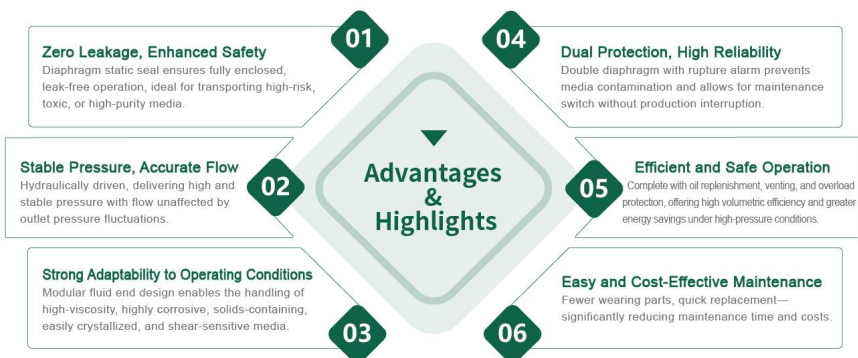 01
Zero Leakage, Enhanced Safety
Diaphragm static seal ensures fully enclosed,
leak-free operation, ideal for transporting high-risk,
toxic, or high-purity media.
02
Stable Pressure, Accurate Flow
Hydraulically driven, delivering high and
stable pressure with flow unaffected by
outlet pressure fluctuations.
03
Strong Adaptability to Operating Conditions
Modular fluid end design enables the handling of
high-viscosity, highly corrosive, solids-containing,
easily crystallized, and shear-sensitive media.
Advantages
&
Highlights
04
Dual Protection, High Reliability
Double diaphragm with rupture alarm prevents
media contamination and allows for maintenance
switch without production interruption.
05
Efficient and Safe Operation
Complete with oil replenishment, venting, and overload
protection, offering high volumetric efficiency and greater
energy savings under high-pressure conditions.
06
Easy and Cost-Effective Maintenance
Fewer wearing parts, quick replacement—
significantly reducing maintenance time and costs.